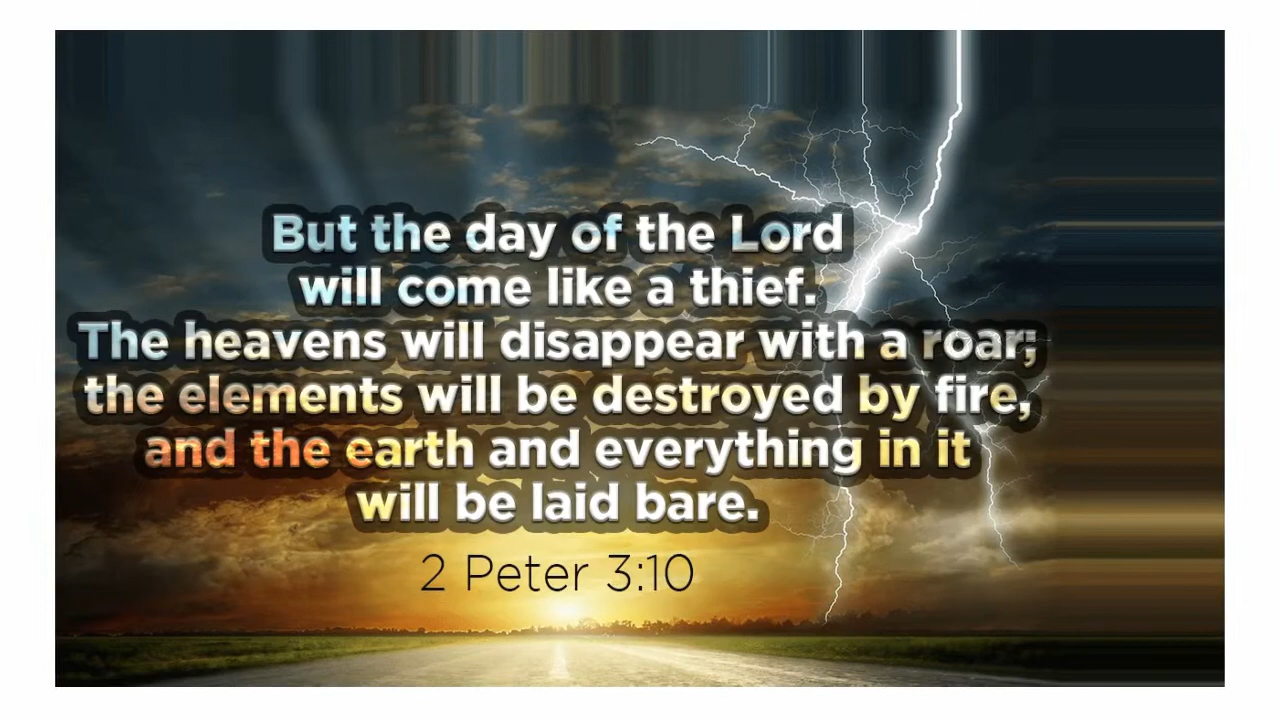 But the day of the Lord
will come like a thief.
The heavens will disappear with a roar;
the elements will be destroyed by fire,
and the earth and everything in it
will be laid bare.
2 Peter 3:10